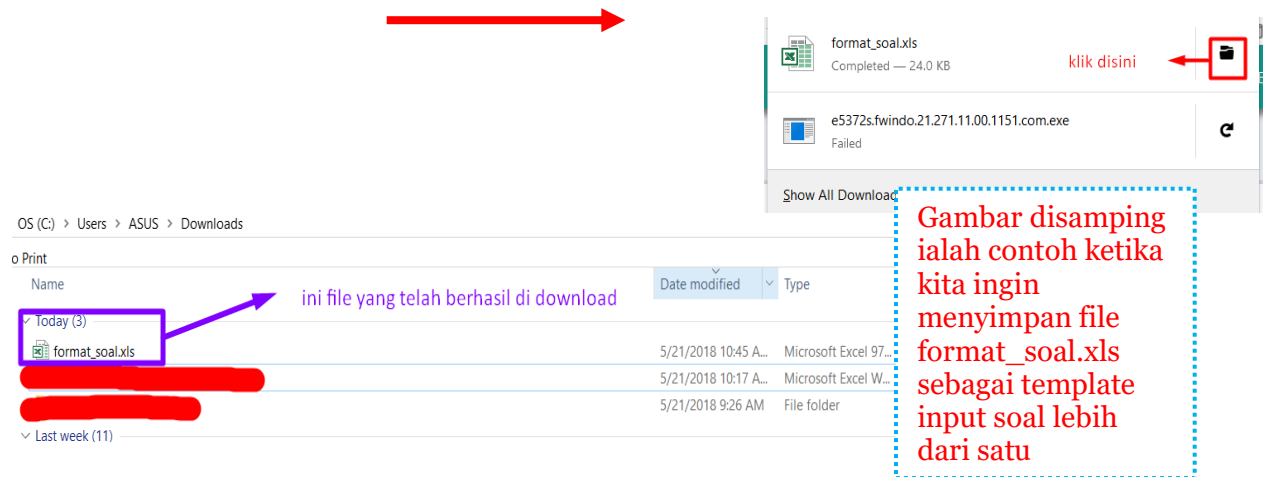 format_soal.xls
Completed — 24.0 KB
klik disini
e5372s.fwindo.21.271.11.00.1151.com.exe
Failed
Show All Downloa
OS (C:) > Users > ASUS > Downloads
o Print
Name
Date modified
Type
ini file yang telah berhasil di download
Today (3)
format_soal.xls
5/21/2018 10:45 A...
Microsoft Excel 97...
5/21/2018 10:17 A...
Microsoft Excel W...
5/21/2018 9:26 AM
File folder
Last week (11)
Gambar disamping
ialah contoh ketika
kita ingin
menyimpan file
format_soal.xls
sebagai template
input soal lebih
dari satu